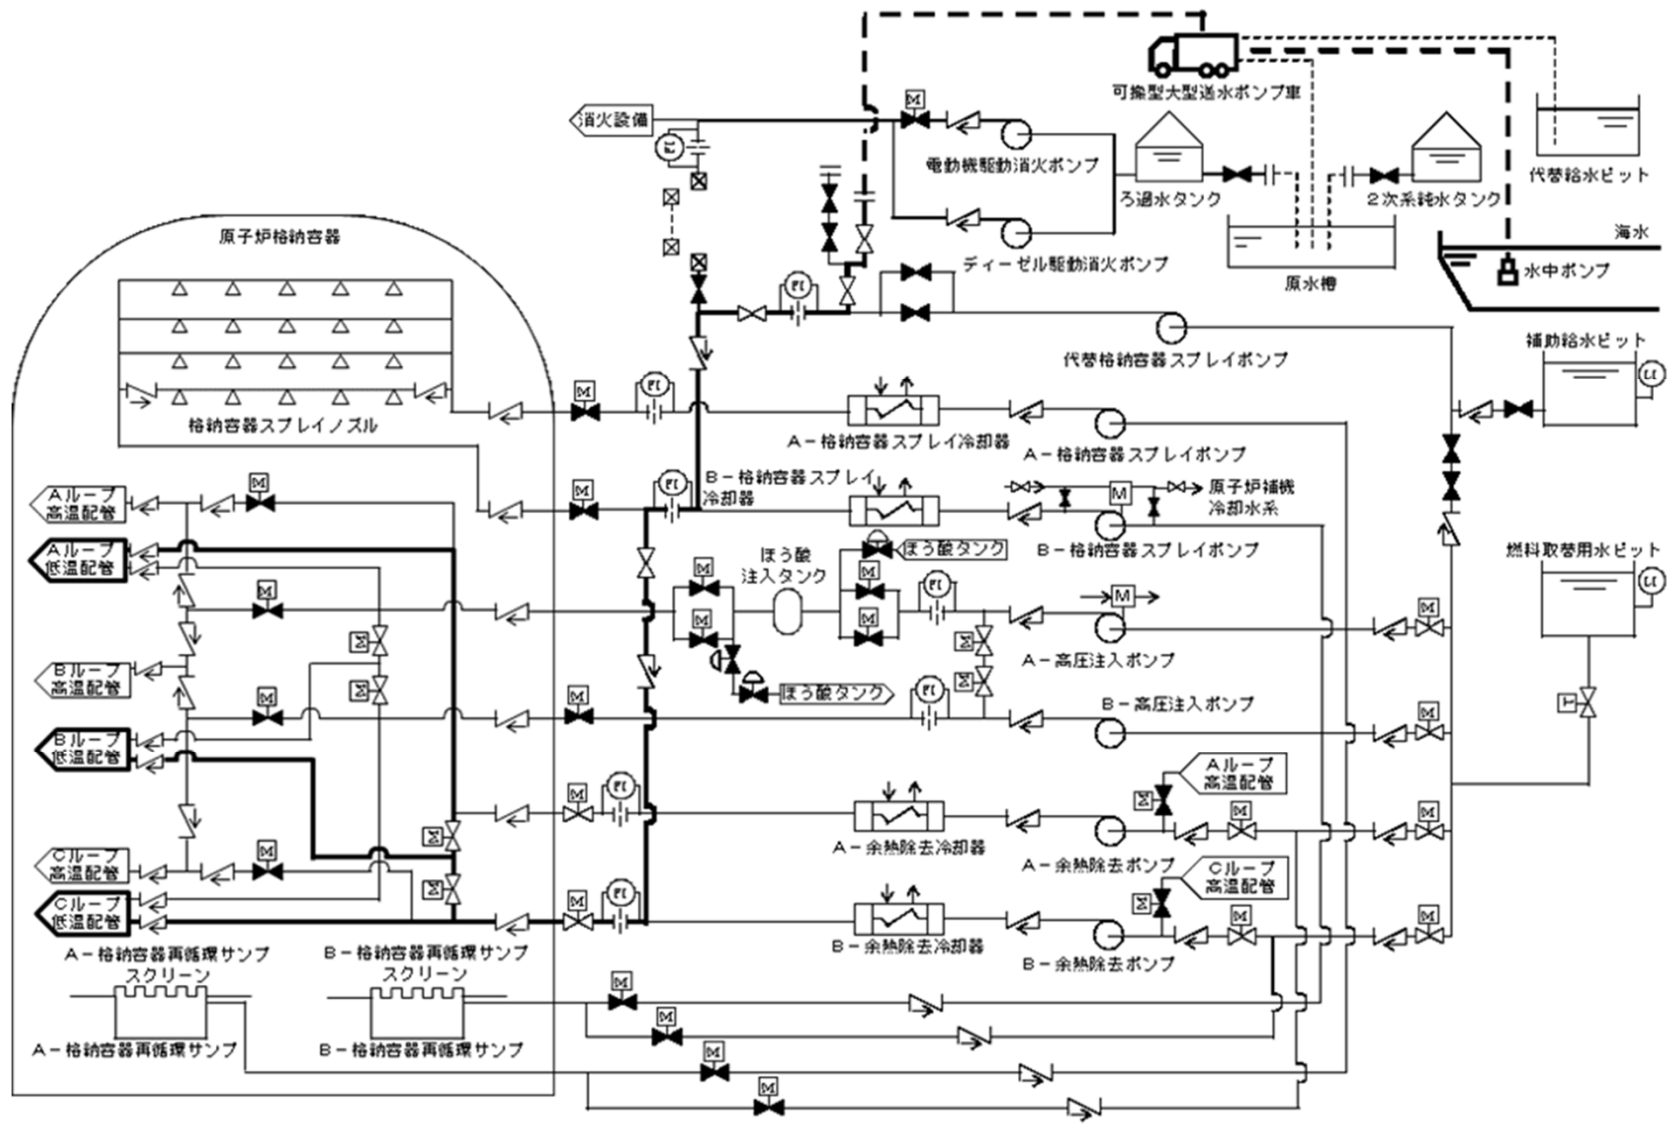 可搬型大型送水ポンプ車
消火設備
M
FI
電動機駆動消火ポンプ
ろ過水タンク
2次系純水タンク
代替給水ピット
原子炉格納容器
海水
ディーゼル駆動消火ポンプ
水中ポンプ
原水槽
FI
代替格納容器スプレイポンプ
補助給水ピット
LI
格納容器スプレイノズル
M
FI
A-格納容器スプレイ冷却器
A-格納容器スプレイポンプ
M
FI
B-格納容器スプレイ
冷却器
M
原子炉補機
冷却水系
B-格納容器スプレイポンプ
Aループ
高温配管
M
Aループ
低温配管
ほう酸
注入タンク
ほう酸タンク
燃料取替用水ピット
LI
M
M
M
M
M
FI
M
M
M
M
M
A-高圧注入ポンプ
Bループ
高温配管
M
M
ほう酸タンク
M
M
FI
B-高圧注入ポンプ
M
Bループ
低温配管
M
FI
Aループ
高温配管
M
M
M
M
A-余熱除去冷却器
A-余熱除去ポンプ
Cループ
高温配管
M
M
Cループ
高温配管
M
FI
M
M
M
Cループ
低温配管
B-余熱除去冷却器
B-余熱除去ポンプ
A-格納容器再循環サンプ
スクリーン
B-格納容器再循環サンプ
スクリーン
M
M
A-格納容器再循環サンプ
B-格納容器再循環サンプ
M
M